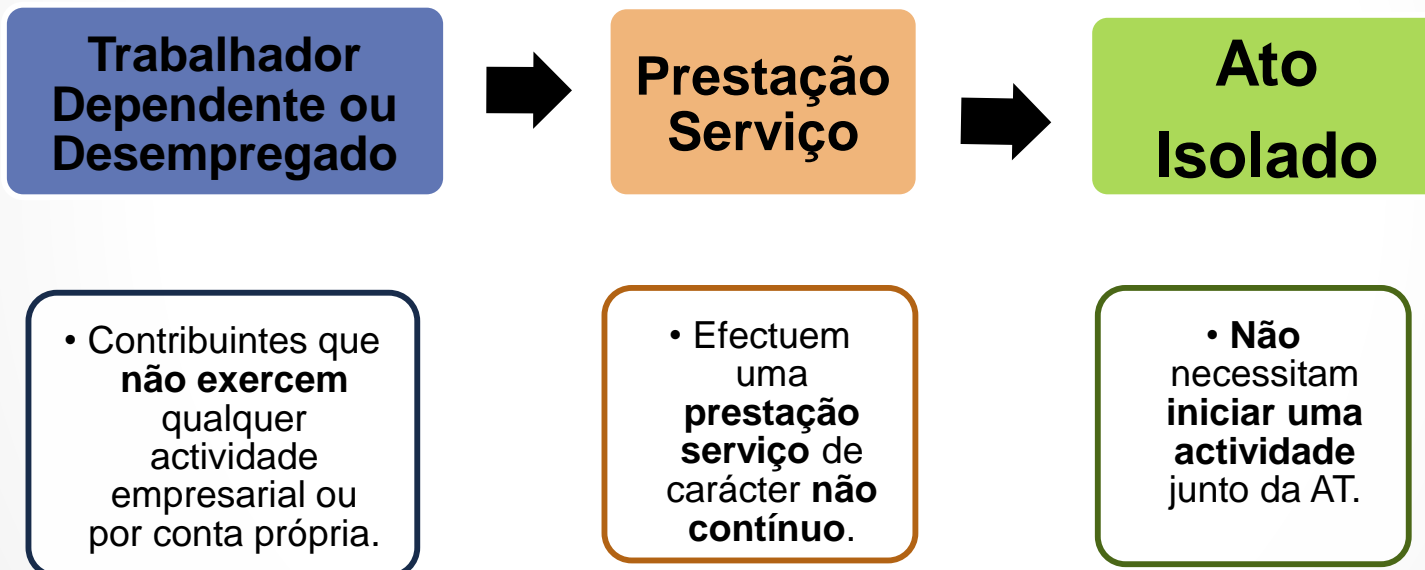 Trabalhador
Dependente ou
Desempregado
Prestação
Serviço
Ato
Isolado
• Contribuintes que
não exercem
qualquer
actividade
empresarial ou
por conta própria.
• Efectuem
uma
prestação
serviço de
carácter não
contínuo.
• Não
necessitam
iniciar uma
actividade
junto da AT.